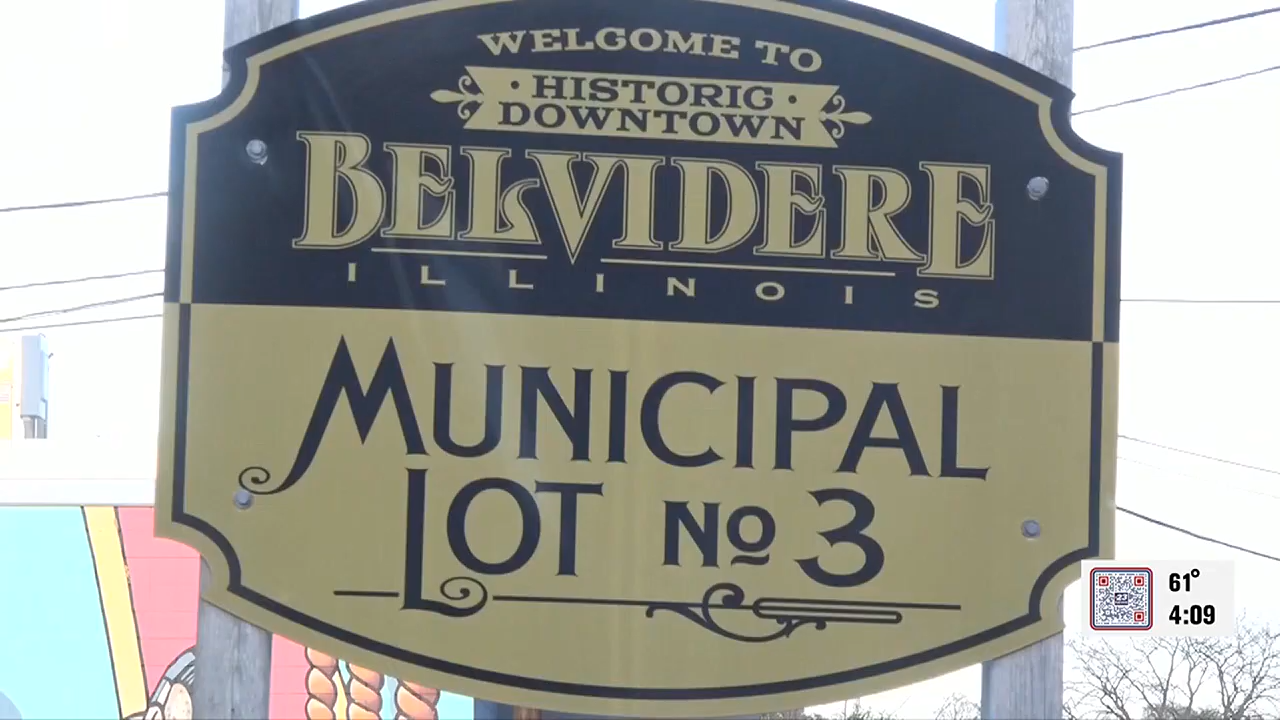 WELCOME TO
• HISTORIC •
DOWNTOWN
BELVIDERE
ILLINOIS
MUNICIPAL
LOT No 3
61°
4:09